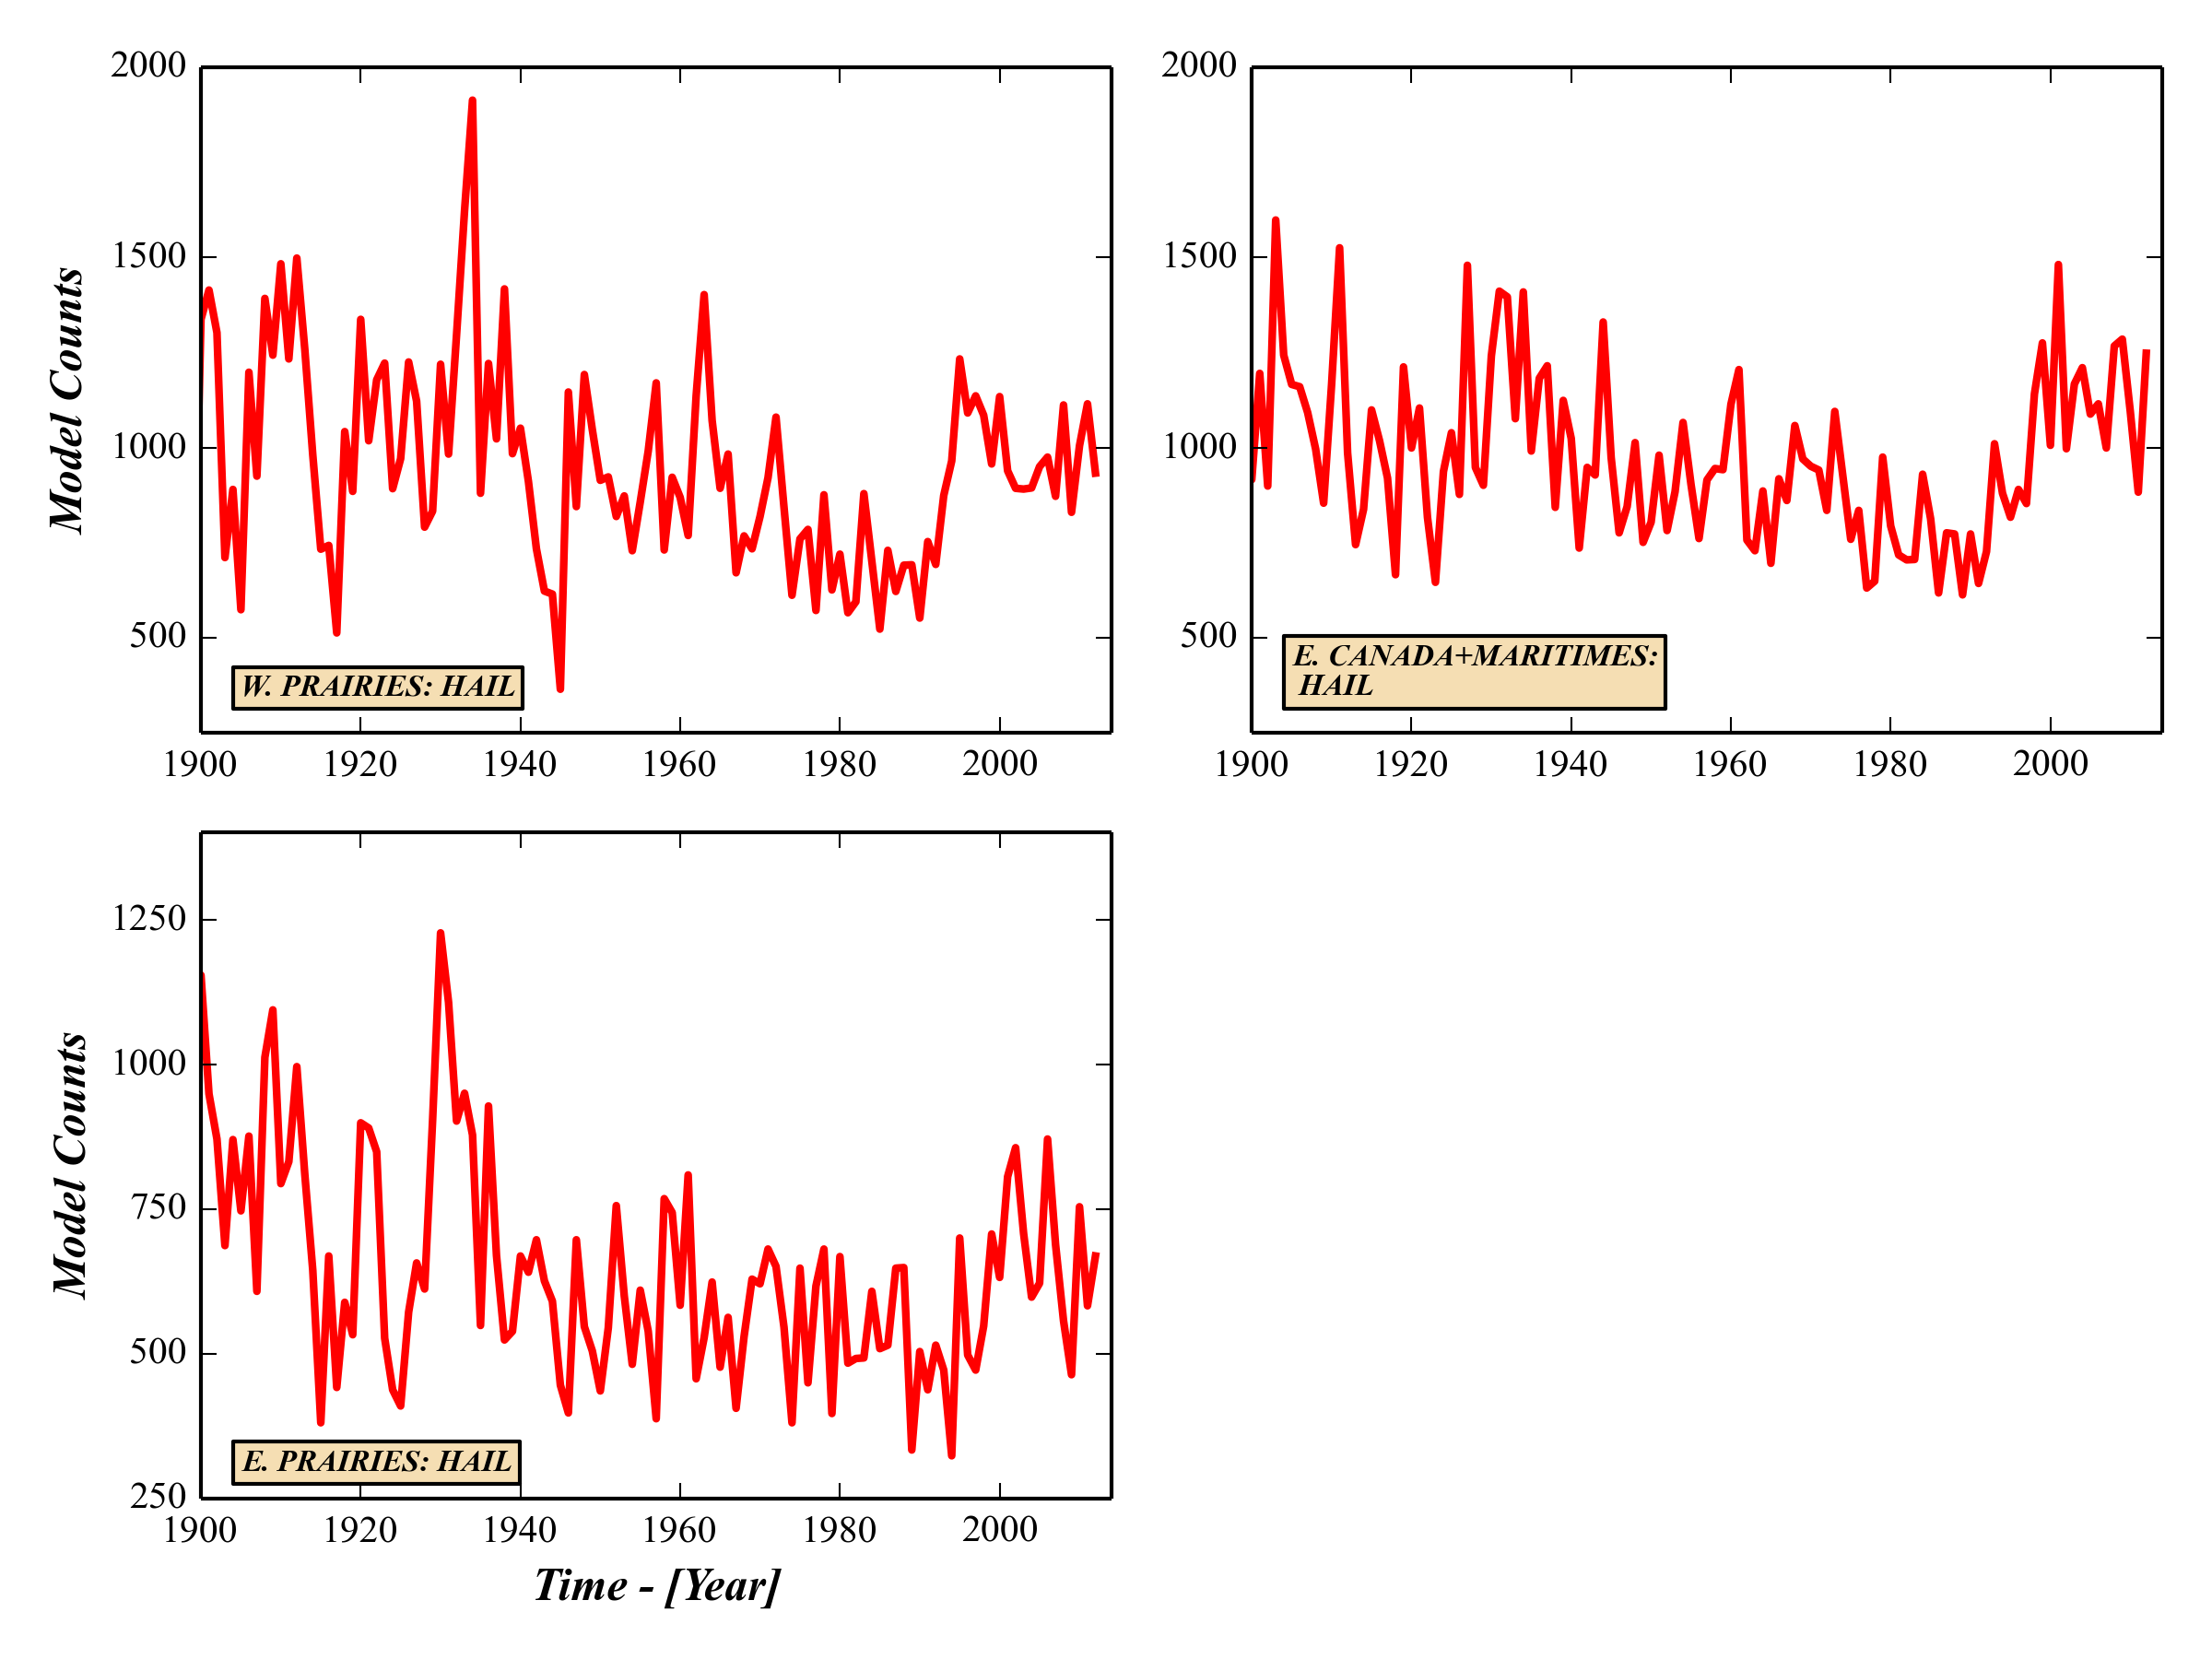 2000
1500
1000
500
Model Counts
W. PRAIRIES: HAIL
1900 1920 1940 1960 1980 2000
2000
1500
1000
500
E. CANADA+MARITIMES:
HAIL
1900 1920 1940 1960 1980 2000
1250
1000
750
500
250
Model Counts
E. PRAIRIES: HAIL
1900 1920 1940 1960 1980 2000
Time - [Year]